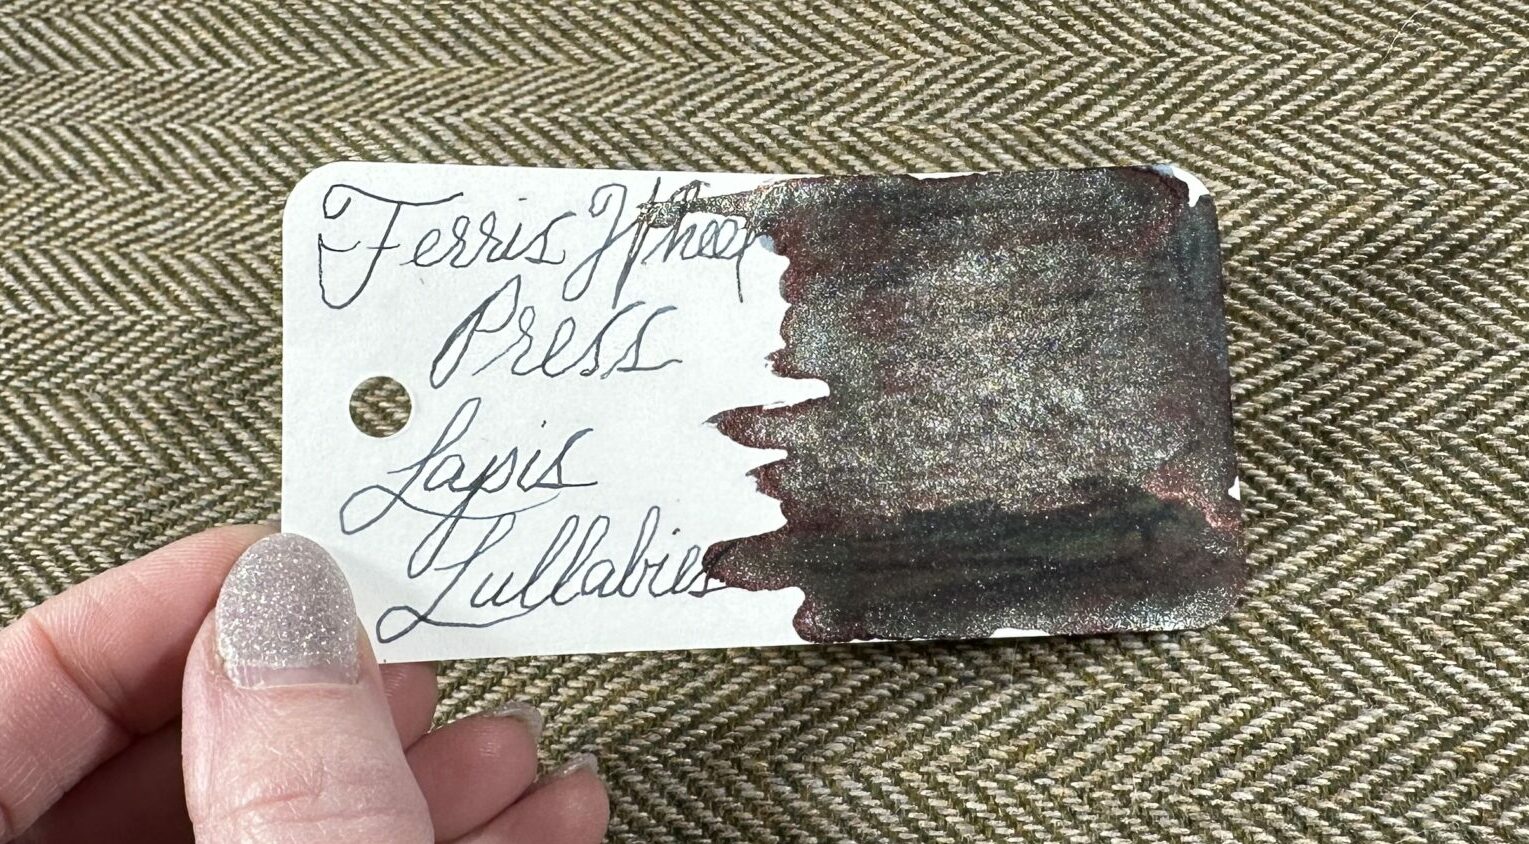 Ferris Wheel
Press
Lapis
Lullabies